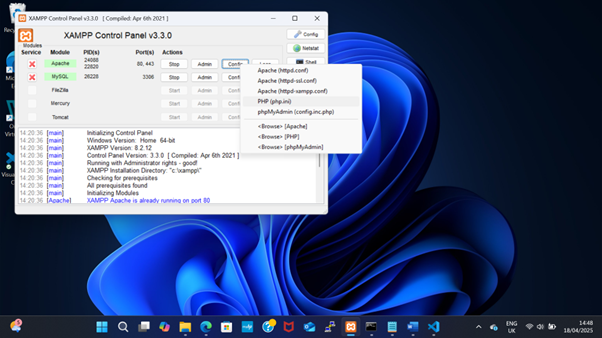 XAMPP Control Panel v3.3.0 [ Compiled: Apr 6th 2021 ]
XAMPP Control Panel v3.3.0
Config
Netstat
Shell
Modules
Service Module PID(s) Port(s) Actions
Apache 24088 22620 80, 443 Stop Admin Config Logs
MySQL 26228 3306 Stop Admin
FileZilla Start Admin
Mercury Start Admin
Tomcat Start Admin
Apache (httpd.conf)
Apache (httpd-ssl.conf)
Apache (httpd-xampp.conf)
PHP (php.ini)
phpMyAdmin (config.inc.php)
<Browse> [Apache]
<Browse> [PHP]
<Browse> [phpMyAdmin]
14:20:36 [main] Initializing Control Panel
14:20:36 [main] Windows Version: Home 64-bit
14:20:36 [main] XAMPP Version: 8.2.12
14:20:36 [main] Control Panel Version: 3.3.0 [ Compiled: Apr 6th 2021 ]
14:20:36 [main] Running with Administrator rights - good!
14:20:36 [main] XAMPP Installation Directory: "c:\xampp\"
14:20:36 [main] Checking for prerequisites
14:20:36 [main] All prerequisites found
14:20:36 [main] Initializing Modules
14:20:36 [Apache] XAMPP Apache is already running on port 80
ENG
UK
14:48
18/04/2025